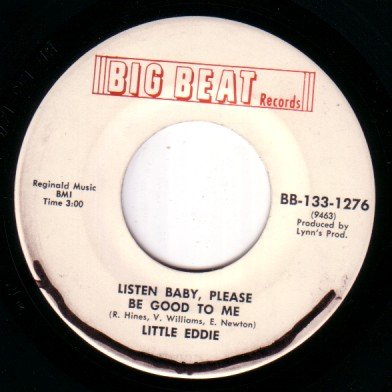 BIG BEAT Records
Reginald Music
BMI
Time 3:00
BB-133-1276
(9463)
Produced by
Lynn's Prod.
LISTEN BABY, PLEASE
BE GOOD TO ME
(R. Hines, V. Williams, E. Newton)
LITTLE EDDIE